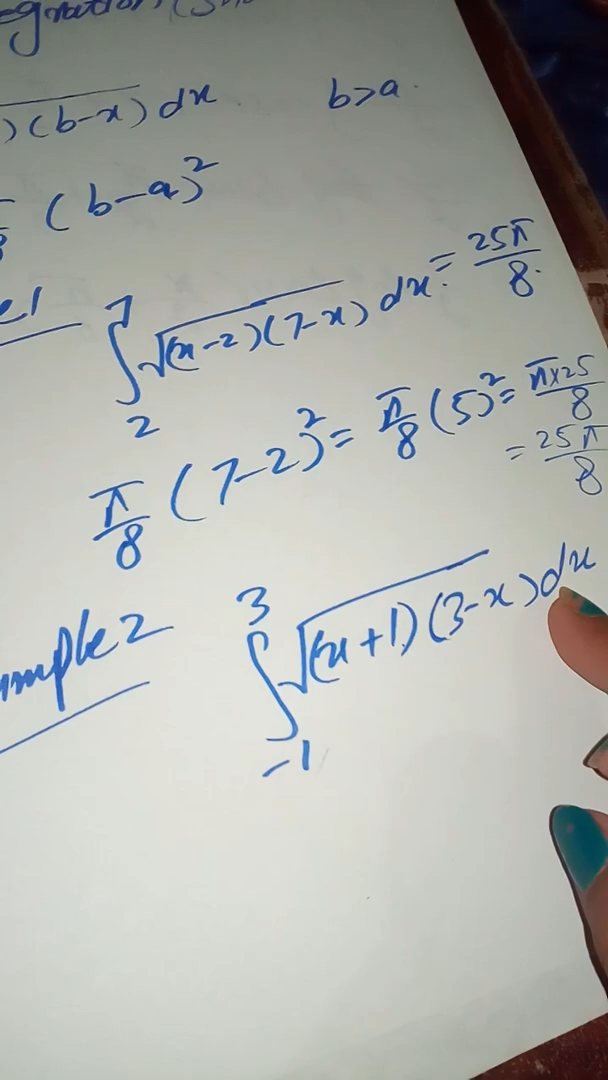 )(b-x) dx b>a.
(b-a)²
∫₂⁷ √(x-2)(7-x) dx = 25π/8.
π/8 (7-2)² = π/8 (5)² = π×25/8
= 25π/8
∫₋₁³ √(x+1)(3-x) dx